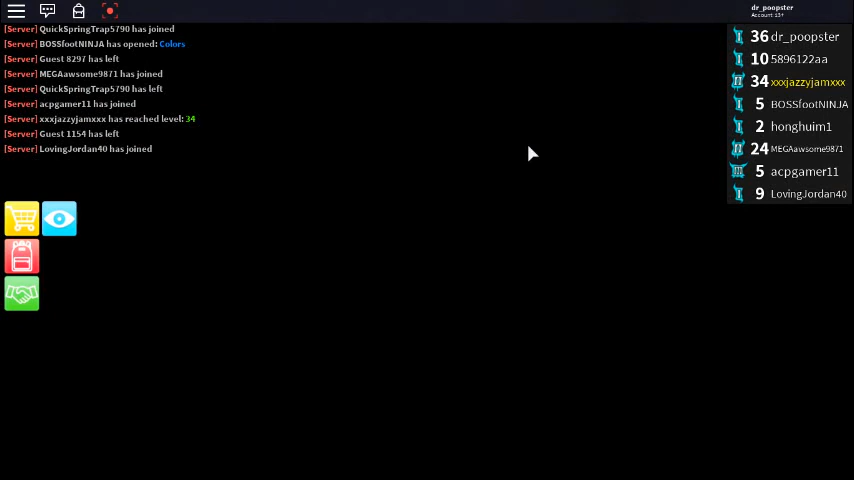 dr_poopster
Account: 13+
[Server] QuickSpringTrap5790 has joined
[Server] BOSSfootNINJA has opened: Colors
[Server] Guest 8297 has left
[Server] MEGAawsome9871 has joined
[Server] QuickSpringTrap5790 has left
[Server] acpgamer11 has joined
[Server] xxxjazzyjamxxx has reached level: 34
[Server] Guest 1154 has left
[Server] LovingJordan40 has joined
I 36 dr_poopster
I 10 5896122aa
II 34 xxxjazzyjamxxx
I 5 BOSSfootNINJA
I 2 honghuim1
II 24 MEGAawsome9871
III 5 acpgamer11
I 9 LovingJordan40